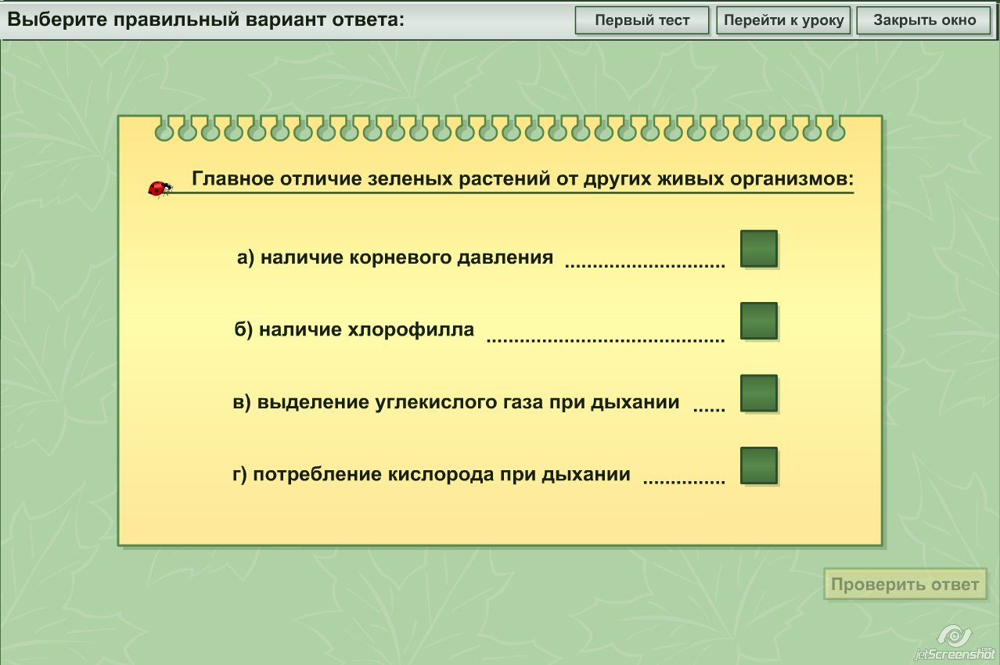 Выберите правильный вариант ответа:
Первый тест
Перейти к уроку
Закрыть окно
Главное отличие зеленых растений от других живых организмов:
а) наличие корневого давления .............................
б) наличие хлорофилла ...........................................
в) выделение углекислого газа при дыхании ......
г) потребление кислорода при дыхании ...............
Проверить ответ
jetScreenshot.com